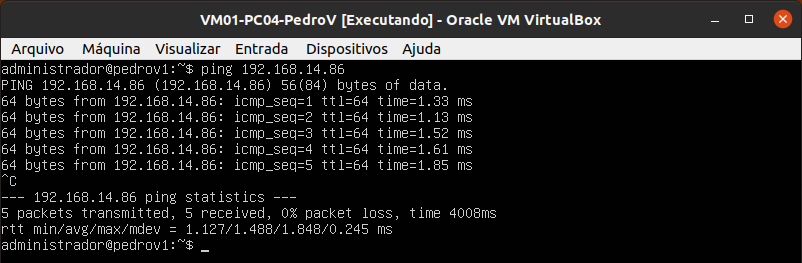 VM01-PC04-PedroV [Executando] - Oracle VM VirtualBox
Arquivo Máquina Visualizar Entrada Dispositivos Ajuda
administrador@pedrov1:~$ ping 192.168.14.86
PING 192.168.14.86 (192.168.14.86) 56(84) bytes of data.
64 bytes from 192.168.14.86: icmp_seq=1 ttl=64 time=1.33 ms
64 bytes from 192.168.14.86: icmp_seq=2 ttl=64 time=1.13 ms
64 bytes from 192.168.14.86: icmp_seq=3 ttl=64 time=1.52 ms
64 bytes from 192.168.14.86: icmp_seq=4 ttl=64 time=1.61 ms
64 bytes from 192.168.14.86: icmp_seq=5 ttl=64 time=1.85 ms
^C
--- 192.168.14.86 ping statistics ---
5 packets transmitted, 5 received, 0% packet loss, time 4008ms
rtt min/avg/max/mdev = 1.127/1.488/1.848/0.245 ms
administrador@pedrov1:~$ _